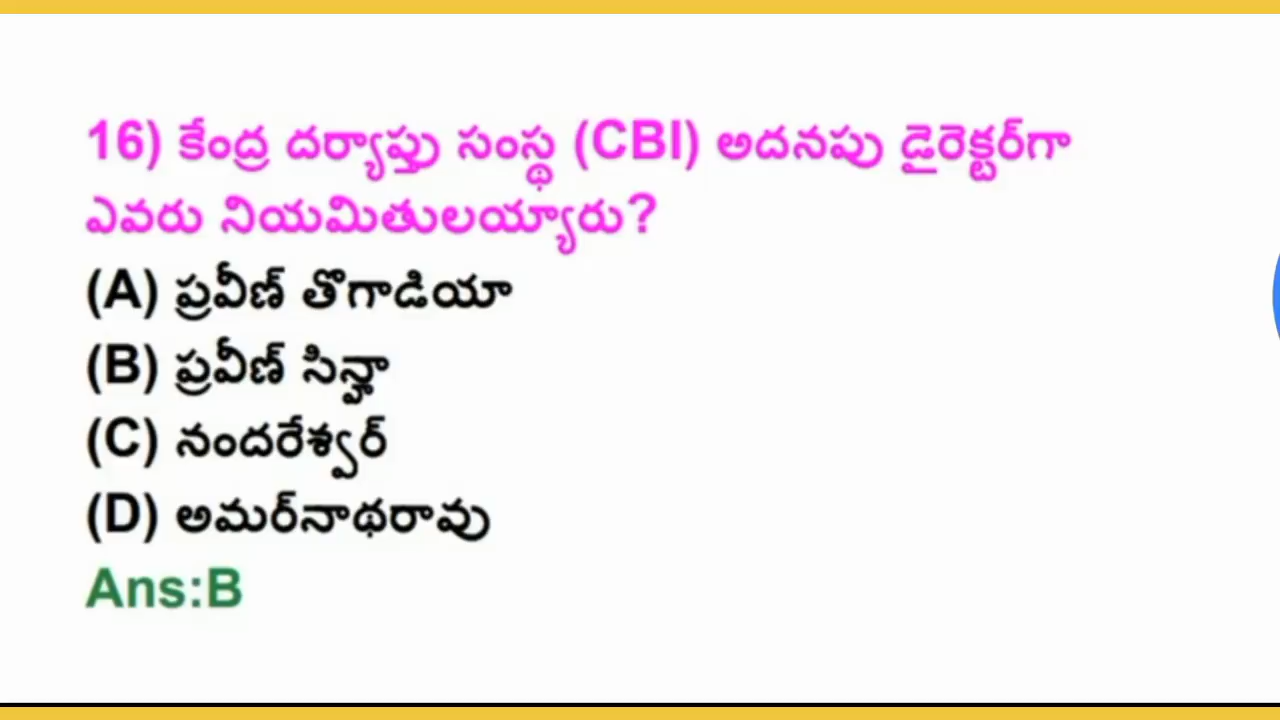 16) కేంద్ర దర్యాప్తు సంస్థ (CBI) అదనపు డైరెక్టర్‌గా
ఎవరు నియమితులయ్యారు?
(A) ప్రవీణ్ తొగాడియా
(B) ప్రవీణ్ సిన్హా
(C) నందరేశ్వర్
(D) అమర్‌నాథరావు
Ans:B